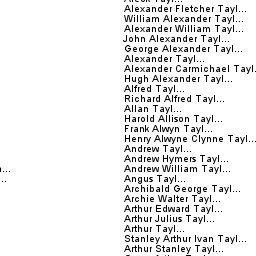 Alexander Fletcher Tayl...
William Alexander Tayl...
Alexander William Tayl...
John Alexander Tayl...
George Alexander Tayl...
Alexander Tayl...
Alexander Carmichael Tayl.
Hugh Alexander Tayl...
Alfred Tayl...
Richard Alfred Tayl...
Allan Tayl...
Harold Allison Tayl...
Frank Alwyn Tayl...
Henry Alwyne Clynne Tayl...
Andrew Tayl...
Andrew Hymers Tayl...
Andrew William Tayl...
Angus Tayl...
Archibald George Tayl...
Archie Walter Tayl...
Arthur Edward Tayl...
Arthur Julius Tayl...
Arthur Tayl...
Stanley Arthur Ivan Tayl...
Arthur Stanley Tayl...